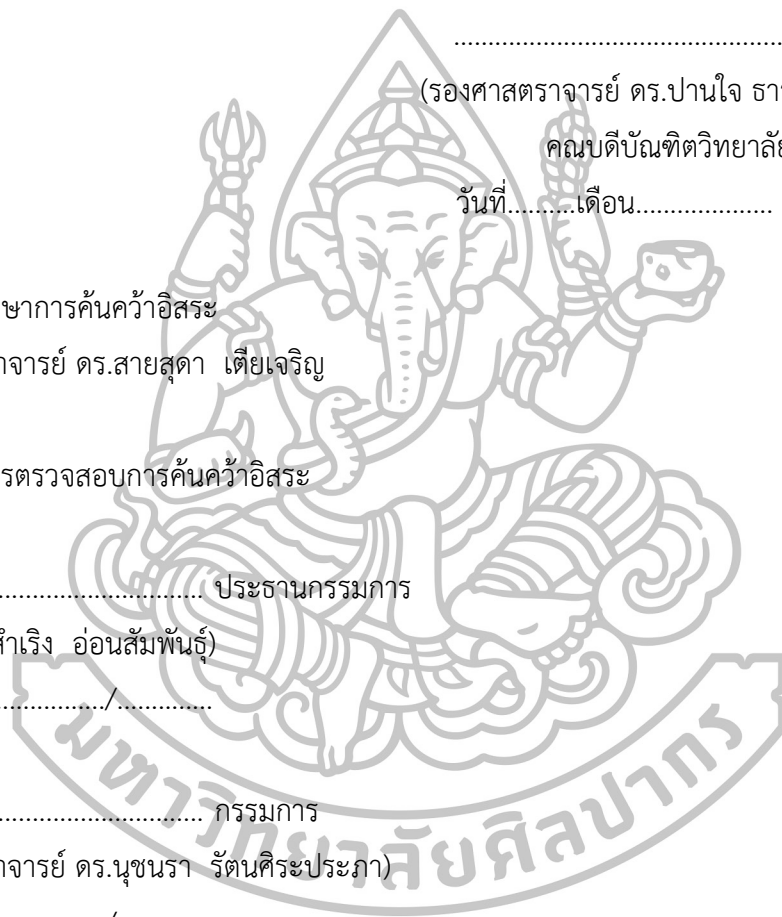 ............................................
(รองศาสตราจารย์ ดร.ปานใจ
คณบดีบัณฑิตวิทยาลัย
วันที่..........เดือน....................
ษาการค้นคว้าอิสระ
าจารย์ ดร.สายสุดา เตียเจริญ
รตรวจสอบการค้นคว้าอิสระ
............................... ประธานกรรมการ
สำเริง อ่อนสัมพันธุ์)
................/..............
............................... กรรมการ
าจารย์ ดร.นุชนรา รัตนศิระประภา)
มหาวิทยาลัยศิลปากร